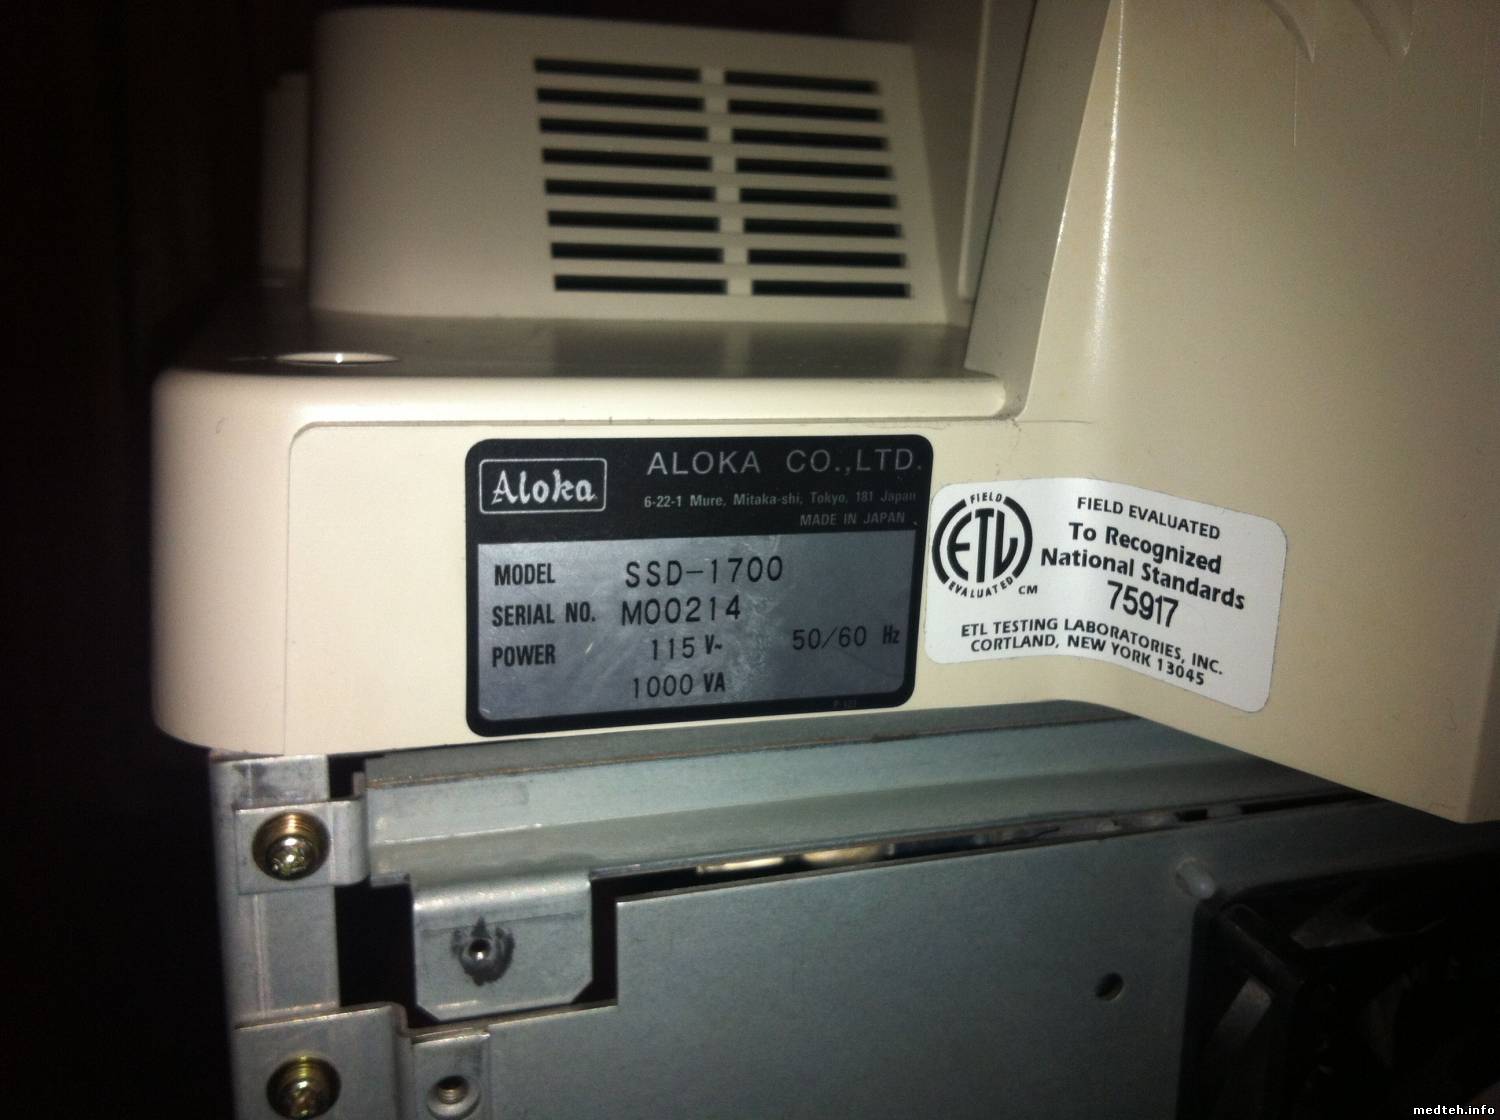 Aloka
ALOKA CO.,LTD.
6-22-1 Mure, Mitaka-shi, Tokyo, 181 Japan
MADE IN JAPAN
MODEL SSD-1700
SERIAL NO. M00214
POWER 115 V~ 50/60 Hz
1000 VA
FIELD
ETL
EVALUATED
CM
FIELD EVALUATED
To Recognized
National Standards
75917
ETL TESTING LABORATORIES, INC.
CORTLAND, NEW YORK 13045
medteh.info